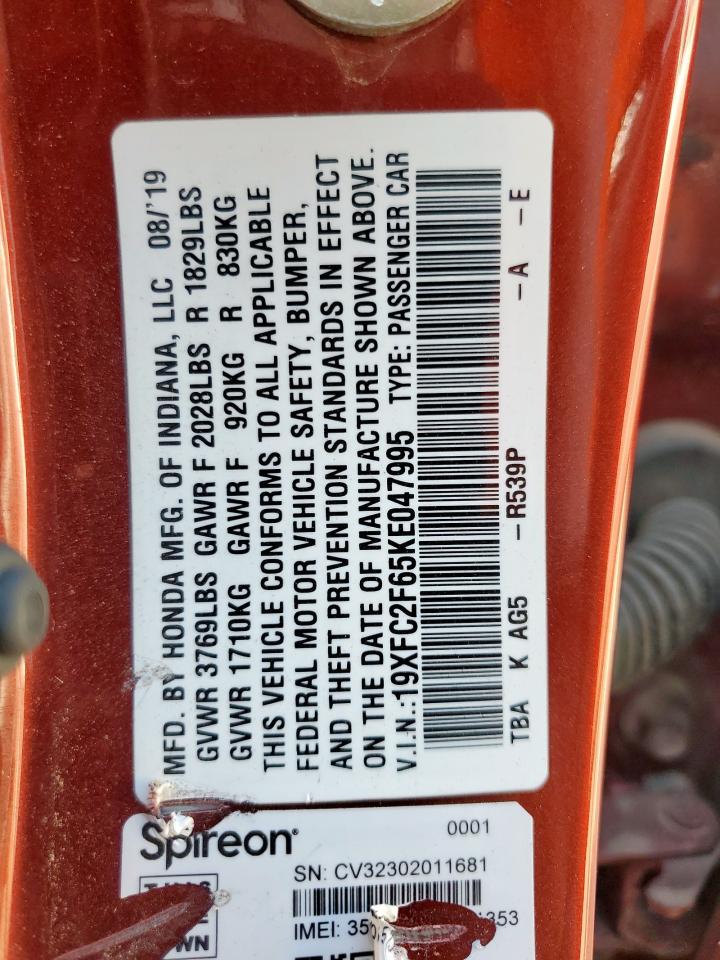 MFD. BY HONDA MFG. OF INDIANA, LLC 08/'19
GVWR 3769LBS GAWR F 2028LBS R 1829LBS
GVWR 1710KG GAWR F 920KG R 830KG
THIS VEHICLE CONFORMS TO ALL APPLICABLE
FEDERAL MOTOR VEHICLE SAFETY, BUMPER,
AND THEFT PREVENTION STANDARDS IN EFFECT
ON THE DATE OF MANUFACTURE SHOWN ABOVE.
V.I.N.:19XFC2F65KE047995 TYPE: PASSENGER CAR
TBA K AG5 -R539P -A -E
Spireon
0001
SN: CV32302011681
IMEI: